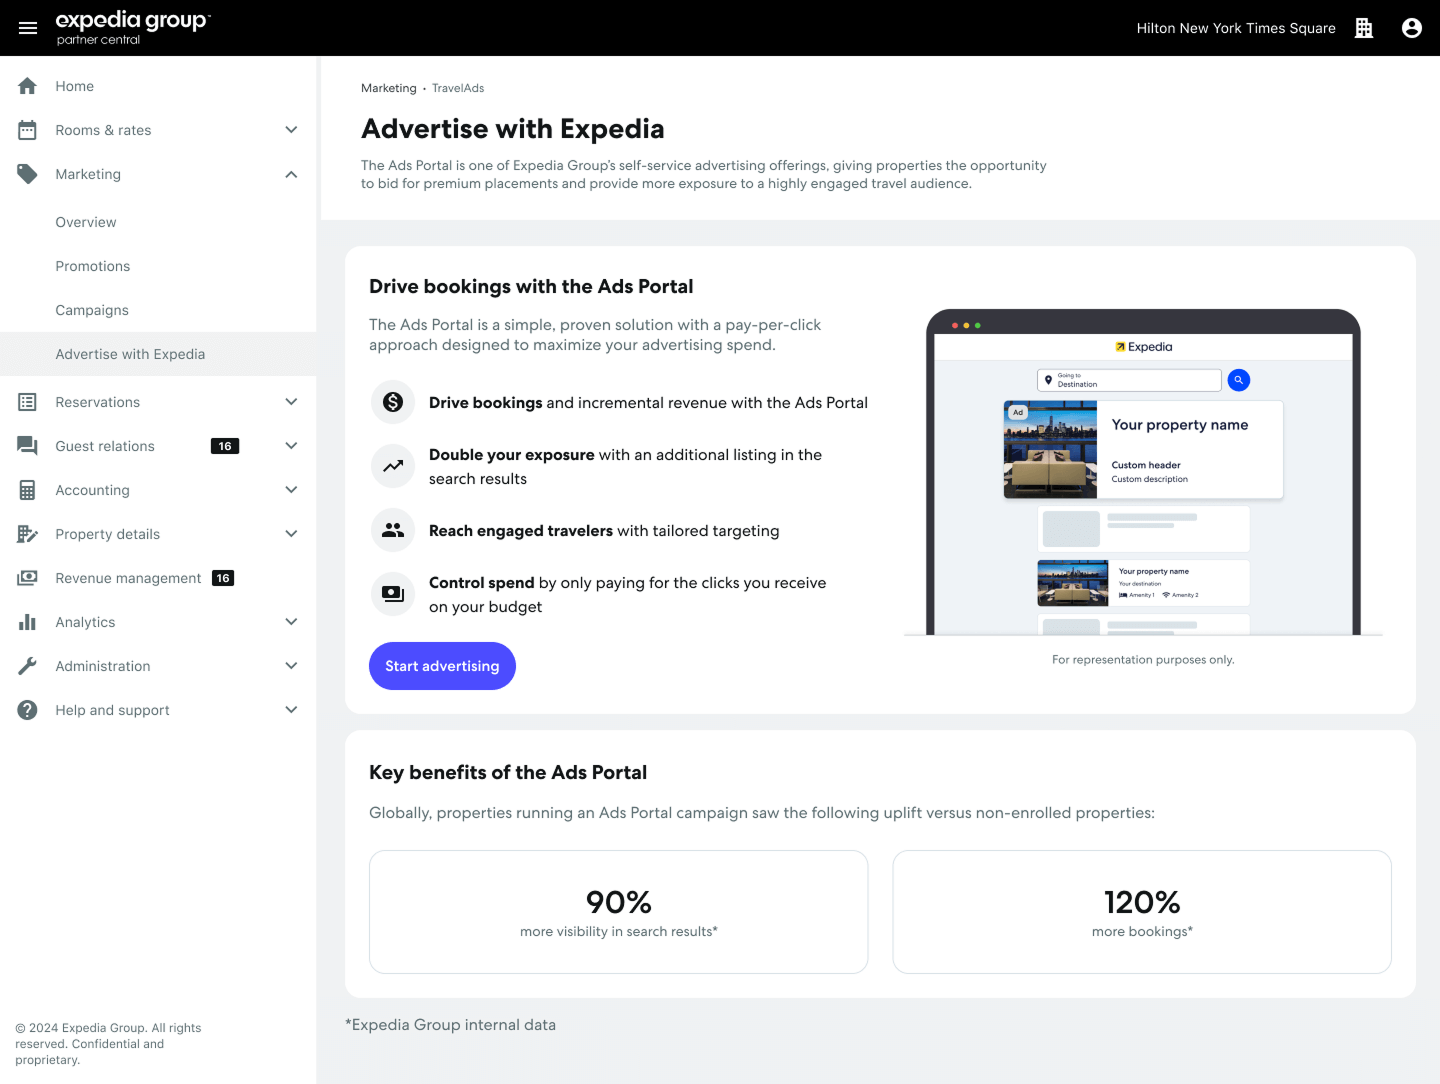 expedia group™
partner central
Hilton New York Times Square
Home
Rooms & rates
Marketing
Overview
Promotions
Campaigns
Advertise with Expedia
Reservations
Guest relations 16
Accounting
Property details
Revenue management 16
Analytics
Administration
Help and support
© 2024 Expedia Group. All rights
reserved. Confidential and
proprietary.
Marketing • TravelAds
Advertise with Expedia
The Ads Portal is one of Expedia Group's self-service advertising offerings, giving properties the opportunity
to bid for premium placements and provide more exposure to a highly engaged travel audience.
Drive bookings with the Ads Portal
The Ads Portal is a simple, proven solution with a pay-per-click
approach designed to maximize your advertising spend.
Drive bookings and incremental revenue with the Ads Portal
Double your exposure with an additional listing in the
search results
Reach engaged travelers with tailored targeting
Control spend by only paying for the clicks you receive
on your budget
Start advertising
Expedia
Going to
Destination
Ad
Your property name
Custom header
Custom description
Your property name
Your destination
Amenity 1 Amenity 2
For representation purposes only.
Key benefits of the Ads Portal
Globally, properties running an Ads Portal campaign saw the following uplift versus non-enrolled properties:
90%
more visibility in search results*
120%
more bookings*
*Expedia Group internal data